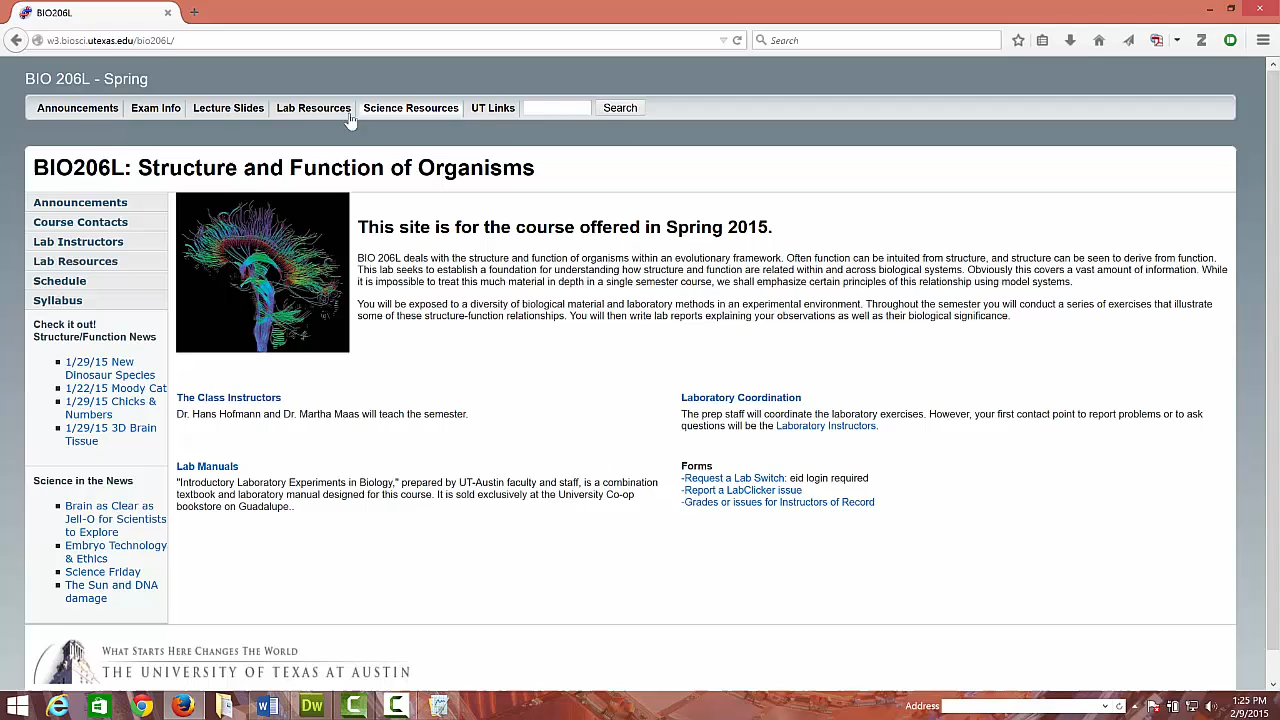 BIO206L
w3.biosci.utexas.edu/bio206L/
Search
BIO 206L - Spring
Announcements Exam Info Lecture Slides Lab Resources Science Resources UT Links Search
BIO206L: Structure and Function of Organisms
Announcements
Course Contacts
Lab Instructors
Lab Resources
Schedule
Syllabus
Check it out!
Structure/Function News
1/29/15 New
Dinosaur Species
1/22/15 Moody Cat
1/29/15 Chicks &
Numbers
1/29/15 3D Brain
Tissue
Science in the News
Brain as Clear as
Jell-O for Scientists
to Explore
Embryo Technology
& Ethics
Science Friday
The Sun and DNA
damage
This site is for the course offered in Spring 2015.
BIO 206L deals with the structure and function of organisms within an evolutionary framework. Often function can be intuited from structure, and structure can be seen to derive from function.
This lab seeks to establish a foundation for understanding how structure and function are related within and across biological systems. Obviously this covers a vast amount of information. While
it is impossible to treat this much material in depth in a single semester course, we shall emphasize certain principles of this relationship using model systems.
You will be exposed to a diversity of biological material and laboratory methods in an experimental environment. Throughout the semester you will conduct a series of exercises that illustrate
some of these structure-function relationships. You will then write lab reports explaining your observations as well as their biological significance.
The Class Instructors
Dr. Hans Hofmann and Dr. Martha Maas will teach the semester.
Laboratory Coordination
The prep staff will coordinate the laboratory exercises. However, your first contact point to report problems or to ask
questions will be the Laboratory Instructors.
Lab Manuals
"Introductory Laboratory Experiments in Biology," prepared by UT-Austin faculty and staff, is a combination
textbook and laboratory manual designed for this course. It is sold exclusively at the University Co-op
bookstore on Guadalupe..
Forms
-Request a Lab Switch: eid login required
-Report a LabClicker issue
-Grades or issues for Instructors of Record
WHAT STARTS HERE CHANGES THE WORLD
THE UNIVERSITY OF TEXAS AT AUSTIN
Dw
Address
1:25 PM
2/9/2015